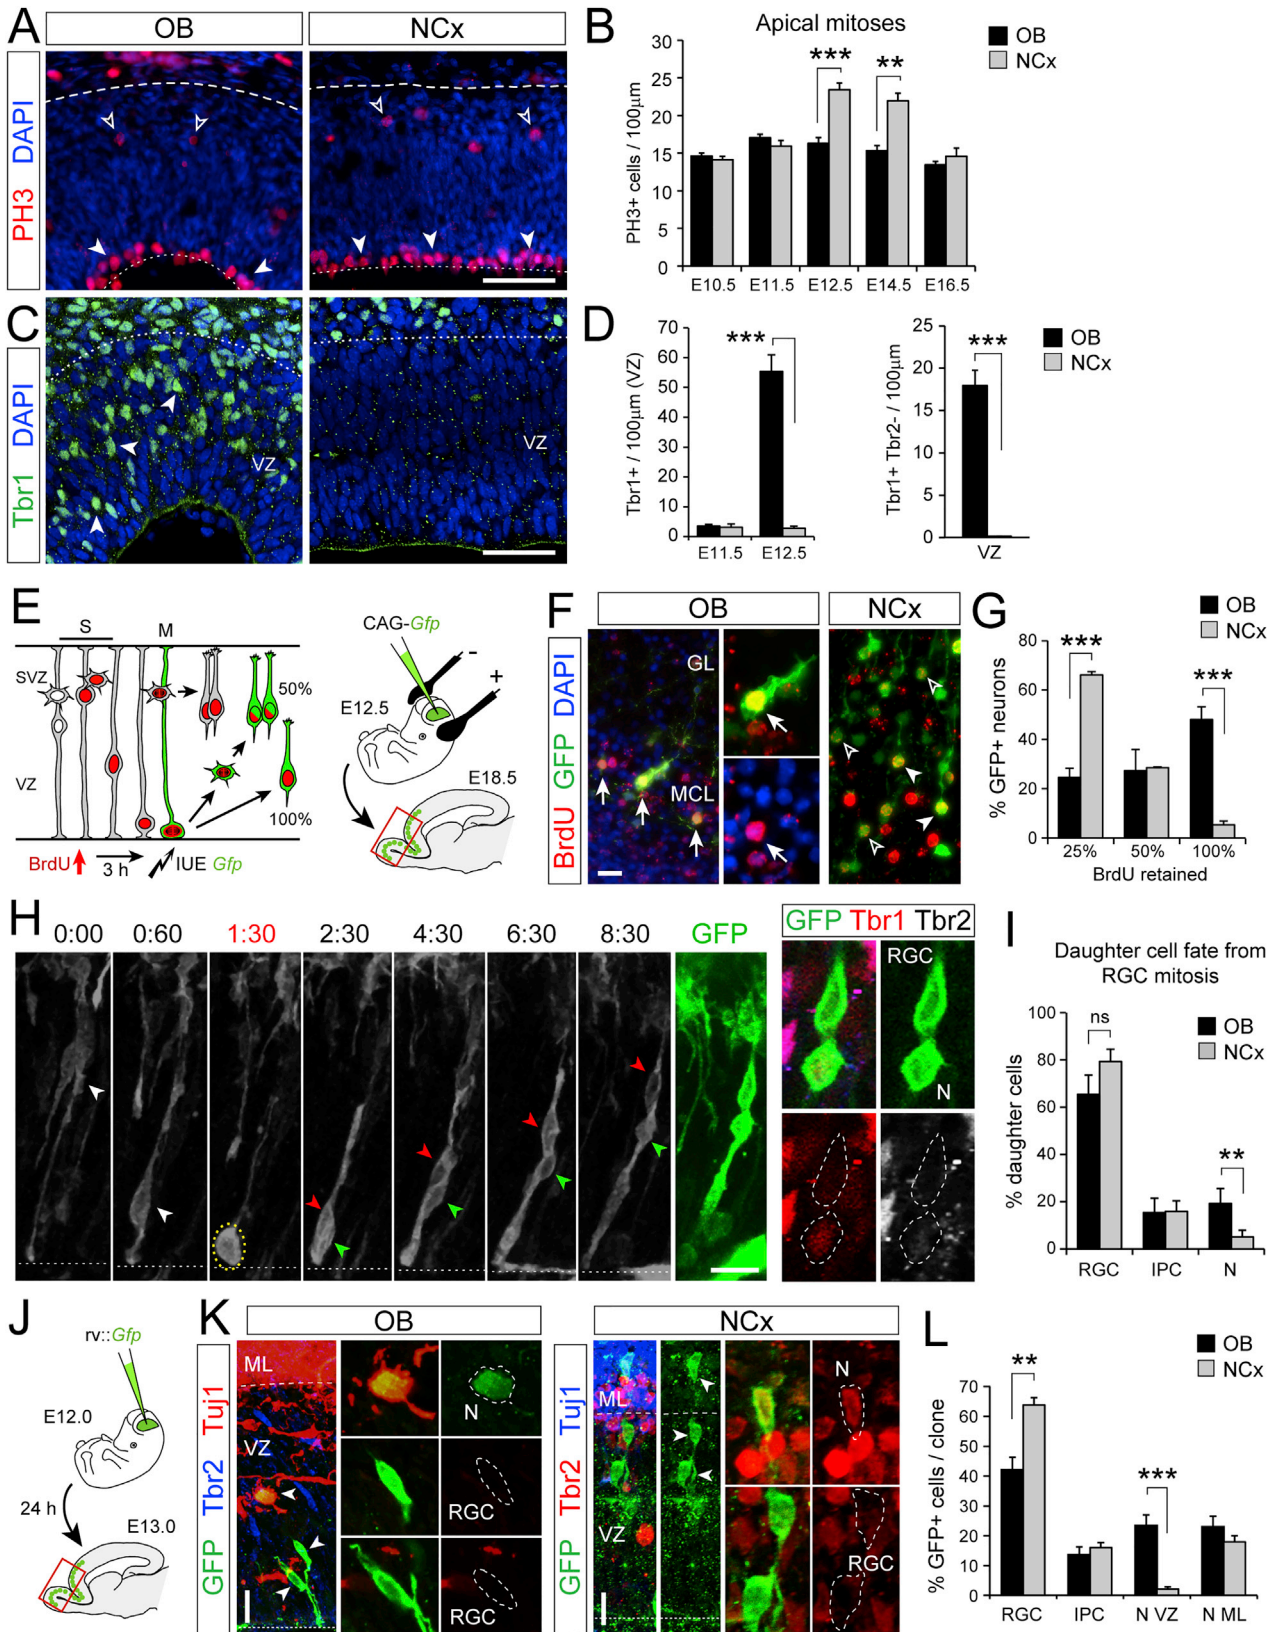 A
OB
NCx
PH3 DAPI
B
Apical mitoses
OB
NCx
***
**
PH3+ cells / 100µm
30
25
20
15
10
5
0
E10.5
E11.5
E12.5
E14.5
E16.5
C
Tbr1 DAPI
VZ
VZ
D
Tbr1+ / 100µm (VZ)
70
60
50
40
30
20
10
0
***
E11.5
E12.5
Tbr1+ Tbr2- / 100µm
25
20
15
10
5
0
***
VZ
OB
NCx
E
S
M
SVZ
VZ
50%
100%
BrdU
3 h
IUE Gfp
CAG-Gfp
-
+
E12.5
E18.5
F
OB
NCx
BrdU GFP DAPI
GL
MCL
G
OB
NCx
% GFP+ neurons
80
60
40
20
0
***
***
25%
50%
100%
BrdU retained
H
0:00
0:60
1:30
2:30
4:30
6:30
8:30
GFP
GFP Tbr1 Tbr2
RGC
N
I
Daughter cell fate from
RGC mitosis
OB
NCx
% daughter cells
100
80
60
40
20
0
ns
**
RGC
IPC
N
J
rv::Gfp
E12.0
24 h
E13.0
K
OB
GFP Tbr2 Tuj1
ML
VZ
N
RGC
RGC
NCx
GFP Tbr2 Tuj1
ML
VZ
N
RGC
L
OB
NCx
% GFP+ cells / clone
70
60
50
40
30
20
10
0
**
***
RGC
IPC
N VZ
N ML